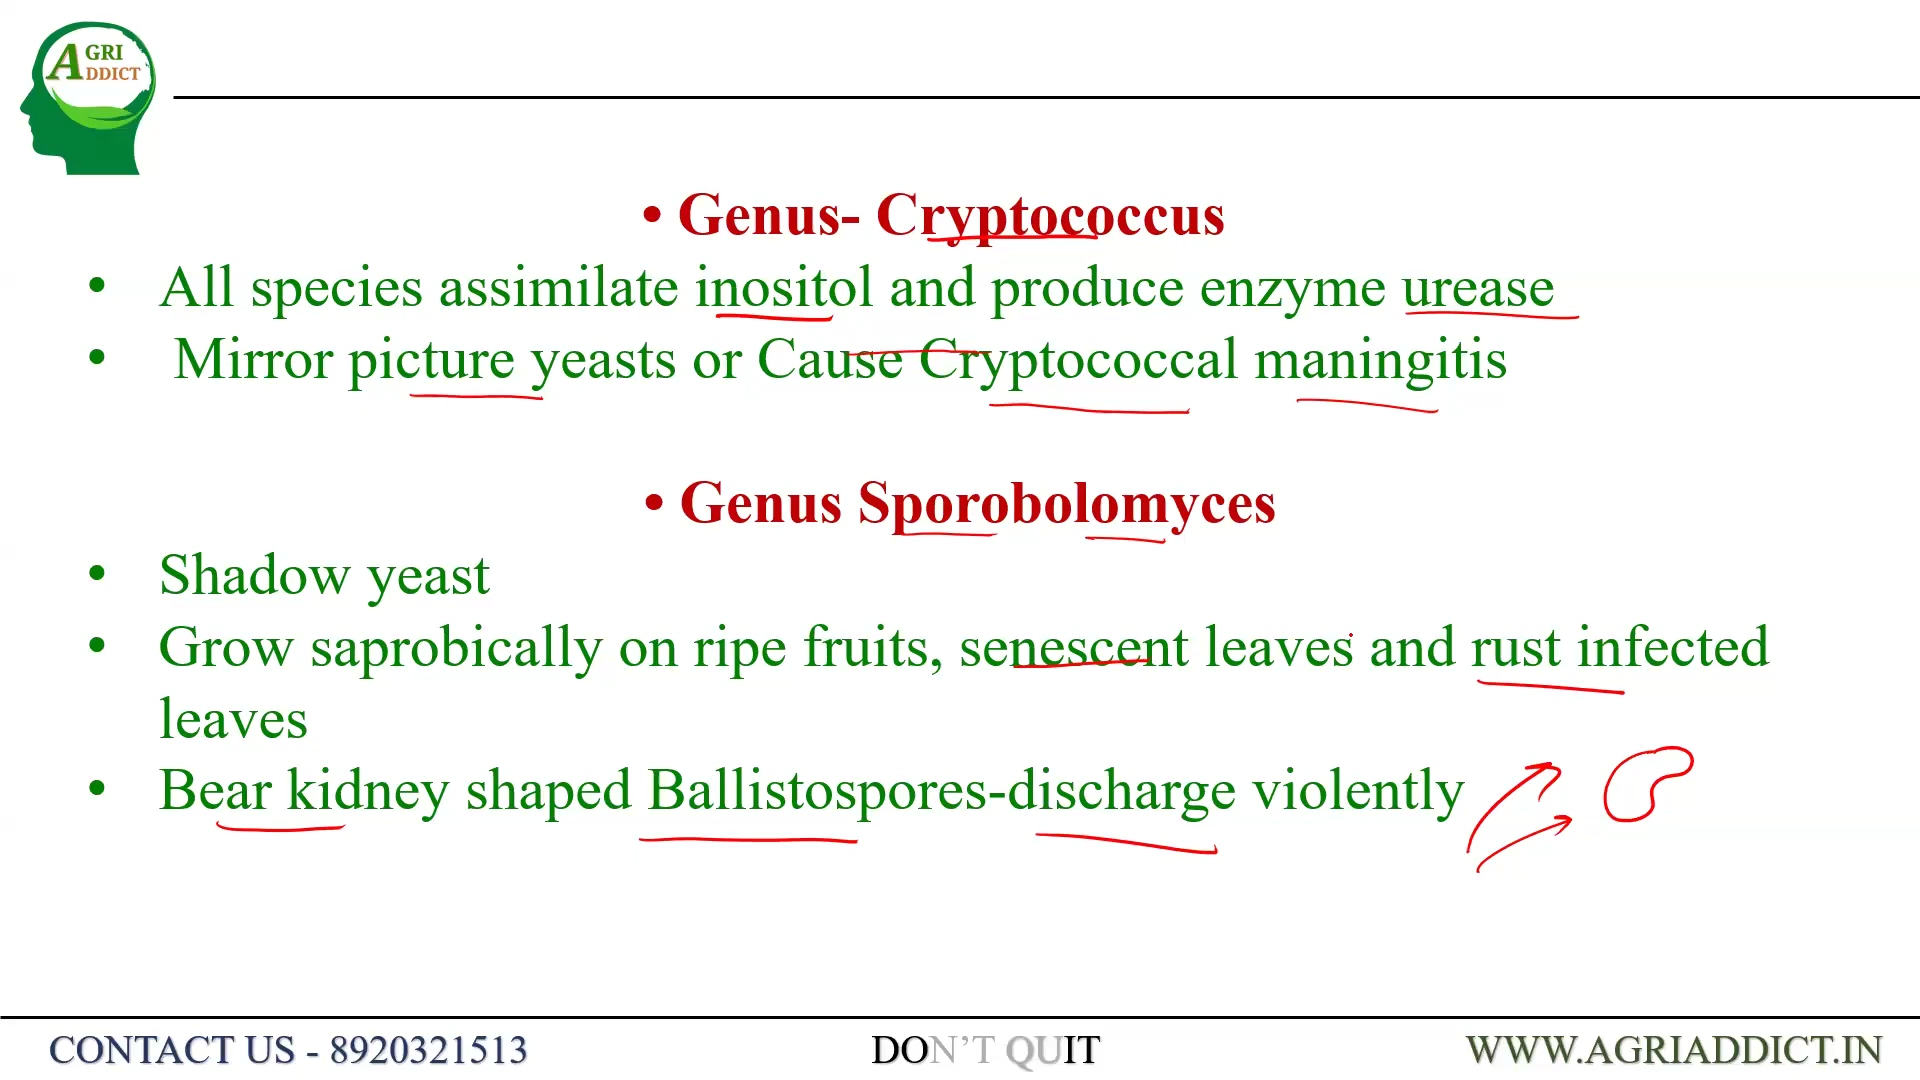 AGRI
ADDICT
• Genus- Cryptococcus
• All species assimilate inositol and produce enzyme urease
• Mirror picture yeasts or Cause Cryptococcal maningitis
• Genus Sporobolomyces
• Shadow yeast
• Grow saprobically on ripe fruits, senescent leaves and rust infected
leaves
• Bear kidney shaped Ballistospores-discharge violently
CONTACT US - 8920321513
DON'T QUIT
WWW.AGRIADDICT.IN